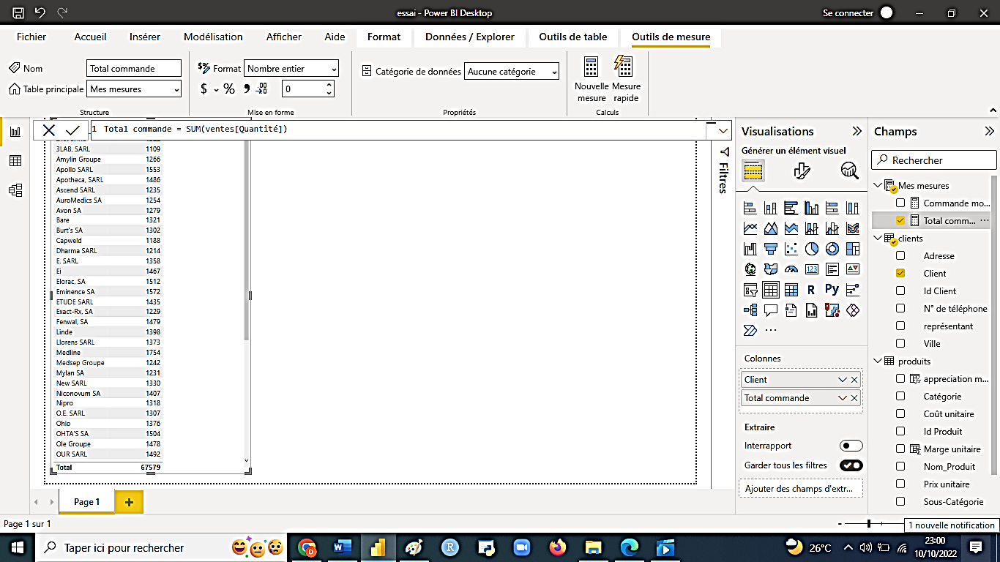 essai - Power BI Desktop
Se connecter
Fichier Accueil Insérer Modélisation Afficher Aide Format Données / Explorer Outils de table Outils de mesure
Nom Total commande
Table principale Mes mesures
Structure
Format Nombre entier
$ % 9 .00 0
Mise en forme
Catégorie de données Aucune catégorie
Propriétés
Nouvelle mesure
Mesure rapide
Calculs
1 Total commande = SUM(ventes[Quantité])
3LAB, SARL 1109
Amylin Groupe 1266
Apollo SARL 1553
Apotheca, SARL 1486
Ascend SARL 1235
AuroMedics SA 1254
Avon SA 1279
Bare 1321
Burt's SA 1302
Capweld 1188
Dharma SARL 1214
E. SARL 1358
Ei 1467
Elorac, SA 1512
Eminence SA 1572
ETUDE SARL 1435
Exact-Rx, SA 1229
Fenwal, SA 1479
Linde 1398
Llorens SARL 1373
Medline 1754
Medsep Groupe 1242
Mylan SA 1231
New SARL 1330
Niconovum SA 1407
Nipro 1318
O.E. SARL 1307
Ohio 1376
OHTA'S SA 1504
Ole Groupe 1478
OUR SARL 1492
Total 67579
Filtres
Visualisations
Générer un élément visuel
123
R Py
...
Colonnes
Client
Total commande
Extraire
Interrapport
Garder tous les filtres
Ajouter des champs d'extr...
Champs
Rechercher
Mes mesures
Commande mo...
Total comm... ...
clients
Adresse
Client
Id Client
N° de téléphone
représentant
Ville
produits
appreciation m...
Catégorie
Coût unitaire
Id Produit
Marge unitaire
Nom_Produit
Prix unitaire
Sous-Catégorie
Page 1 +
Page 1 sur 1
1 nouvelle notification
Taper ici pour rechercher
26°C
23:00
10/10/2022